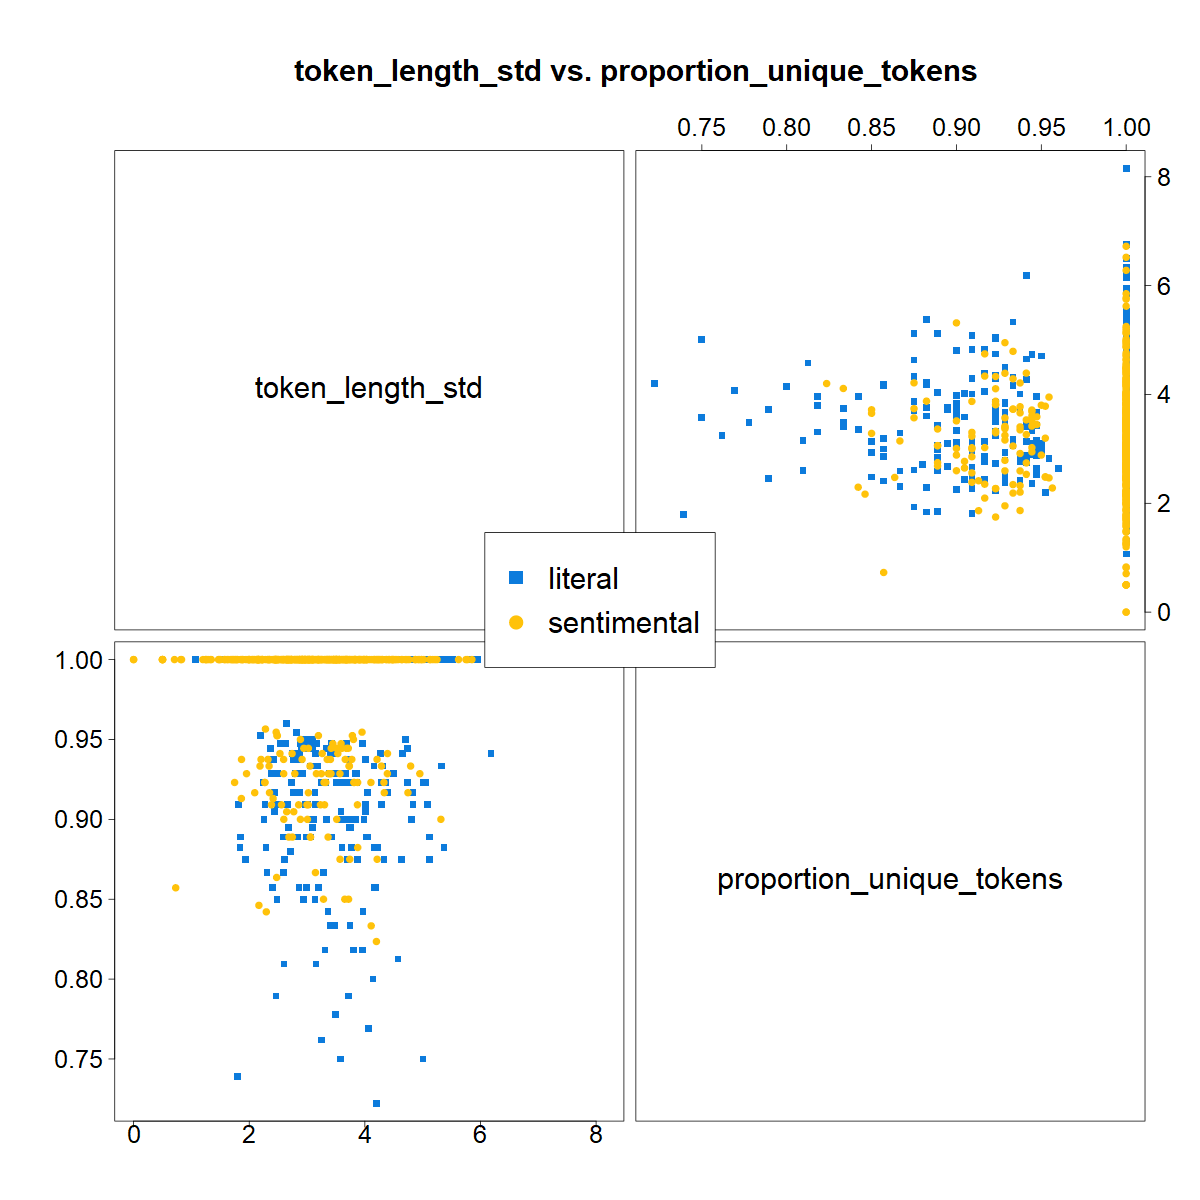 token_length_std vs. proportion_unique_tokens
0.75 0.80 0.85 0.90 0.95 1.00
8
6
token_length_std
4
2
literal
0
sentimental
1.00
0.95
0.90
proportion_unique_tokens
0.85
0.80
0.75
0 2 4 6 8